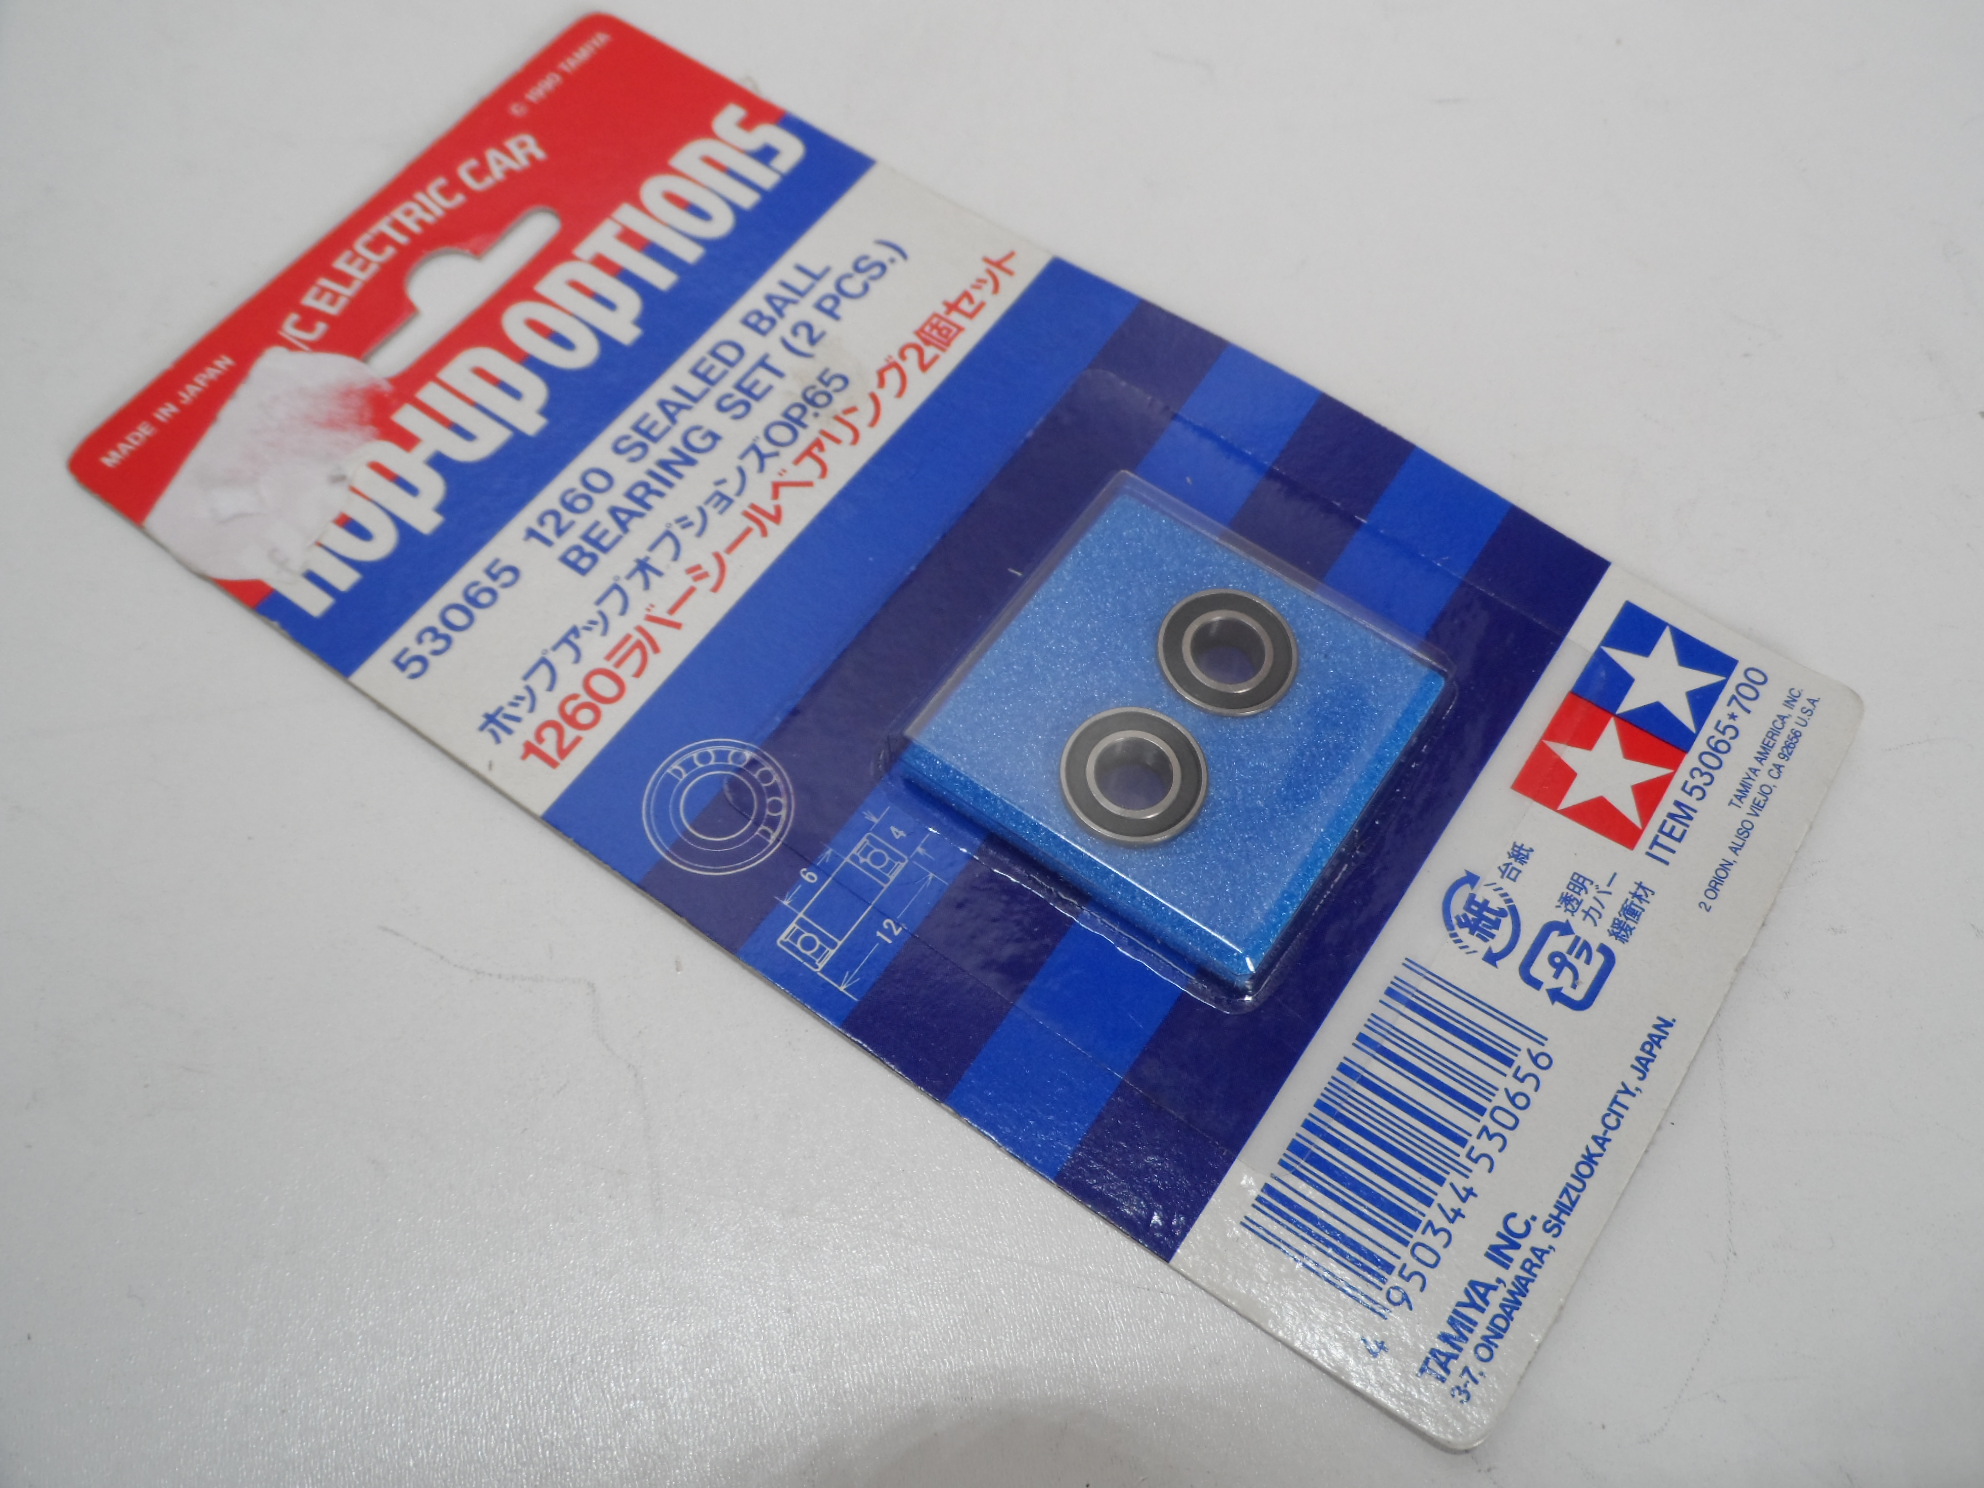 MADE IN JAPAN
© 1990 TAMIYA
/C ELECTRIC CAR
HOP-UP OPTIONS
53065 1260 SEALED BALL
BEARING SET (2 PCS.)
ホップアップオプションズOP.65
1260ラバーシールベアリング2個セット
6
4
12
ITEM 53065*700
TAMIYA AMERICA, INC.
2 ORION, ALISO VIEJO, CA 92656 U.S.A.
紙
台紙
プラ
透明
カバー
緩衝材
4 950344 530656
TAMIYA, INC.
3-7, ONDAWARA, SHIZUOKA-CITY, JAPAN.